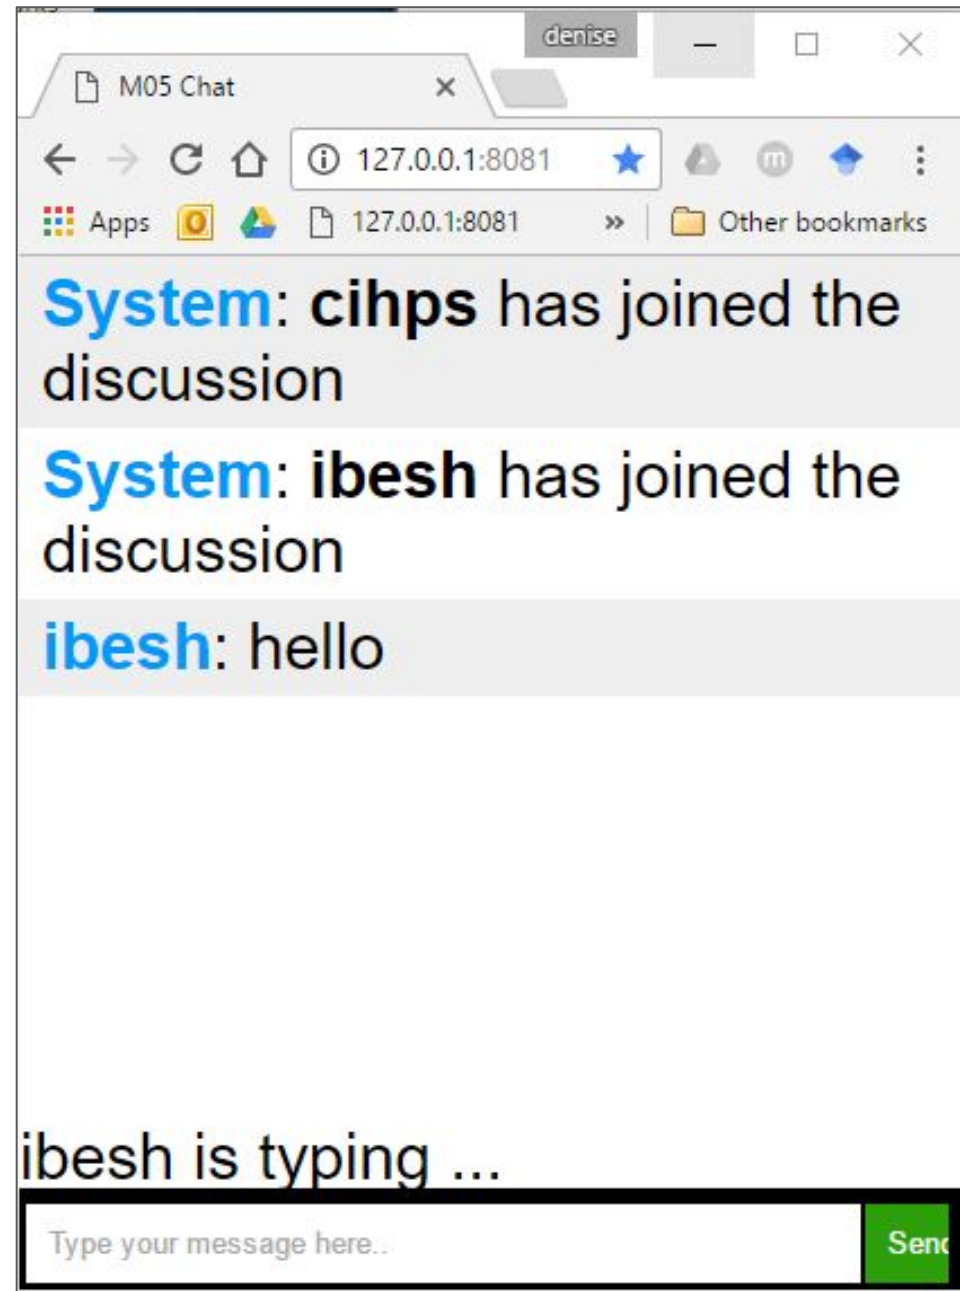 denise
M05 Chat
127.0.0.1:8081
Apps 127.0.0.1:8081 » Other bookmarks
System: cihps has joined the
discussion
System: ibesh has joined the
discussion
ibesh: hello
ibesh is typing ...
Type your message here.. Send